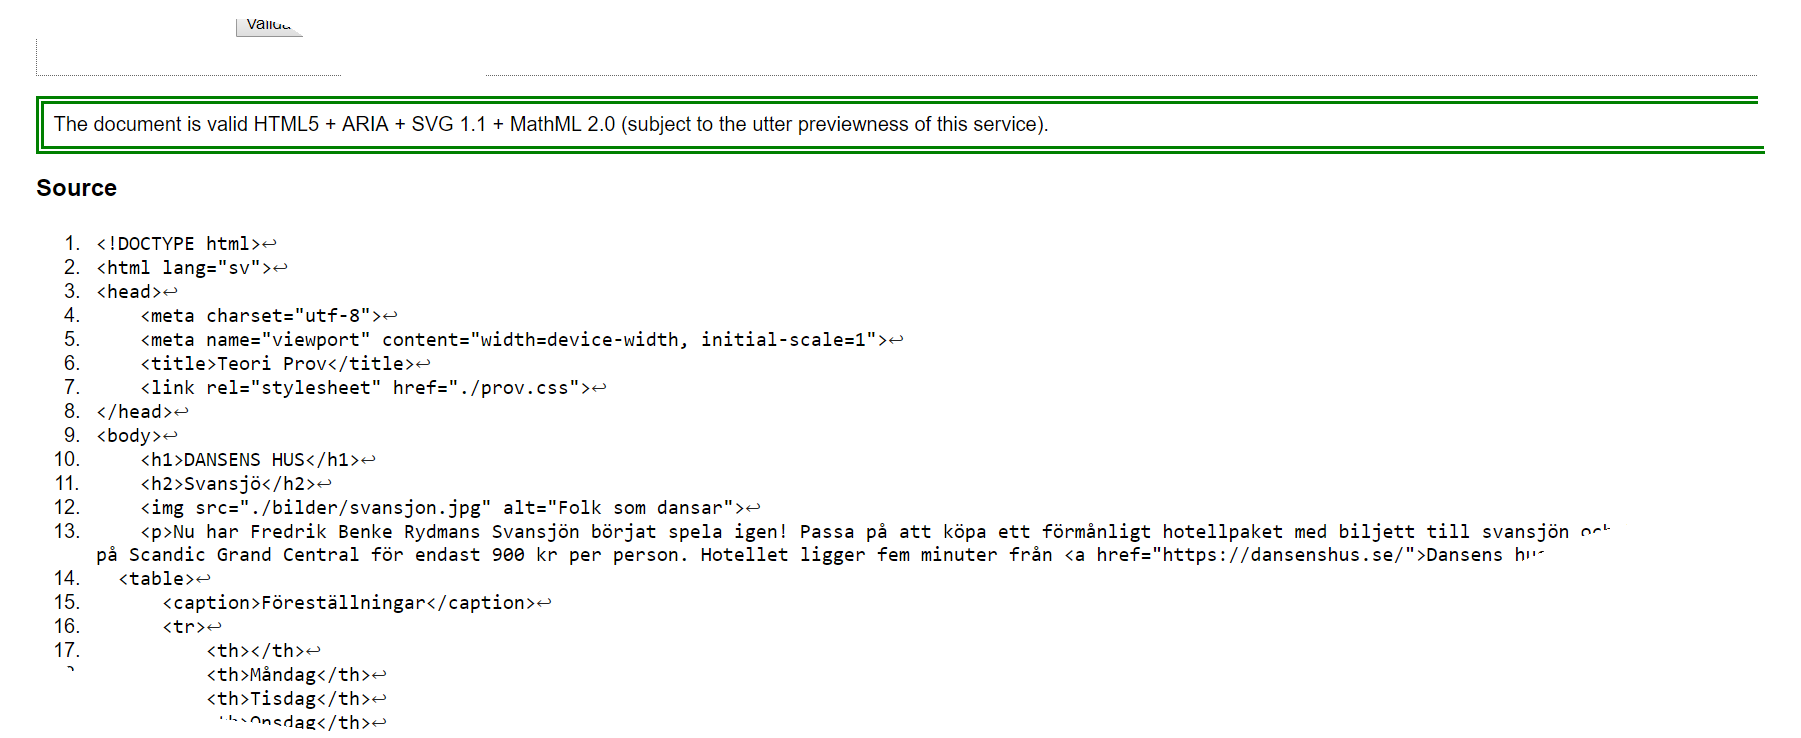 The document is valid HTML5 + ARIA + SVG 1.1 + MathML 2.0 (subject to the utter previewness of this service).
Source
1. <!DOCTYPE html>↩
2. <html lang="sv">↩
3. <head>↩
4. <meta charset="utf-8">↩
5. <meta name="viewport" content="width=device-width, initial-scale=1">↩
6. <title>Teori Prov</title>↩
7. <link rel="stylesheet" href="./prov.css">↩
8. </head>↩
9. <body>↩
10. <h1>DANSENS HUS</h1>↩
11. <h2>Svansjö</h2>↩
12. <img src="./bilder/svansjon.jpg" alt="Folk som dansar">↩
13. <p>Nu har Fredrik Benke Rydmans Svansjön börjat spela igen! Passa på att köpa ett förmånligt hotellpaket med biljett till svansjön
på Scandic Grand Central för endast 900 kr per person. Hotellet ligger fem minuter från <a href="https://dansenshus.se/">Dansens
14. <table>↩
15. <caption>Föreställningar</caption>↩
16. <tr>↩
17. <th></th>↩
<th>Måndag</th>↩
<th>Tisdag</th>↩
Onsdag</th>↩